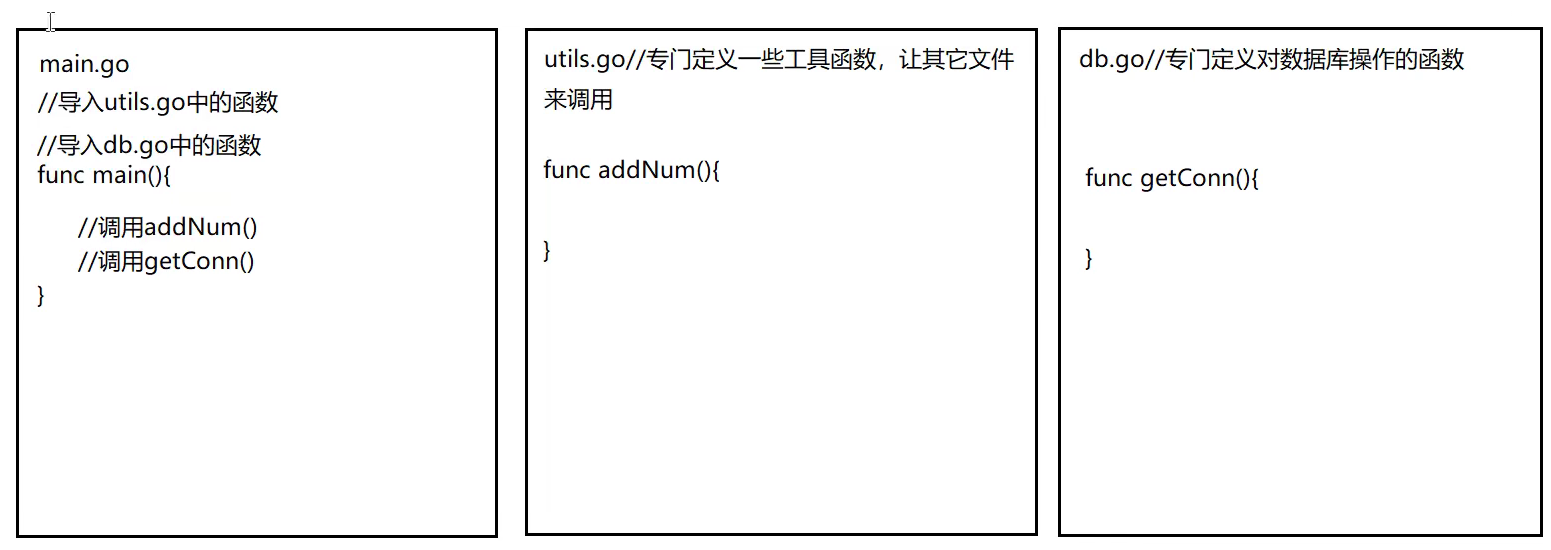 main.go
//导入utils.go中的函数
//导入db.go中的函数
func main(){
//调用addNum()
//调用getConn()
}
utils.go//专门定义一些工具函数，让其它文件
来调用
func addNum(){
}
db.go//专门定义对数据库操作的函数
func getConn(){
}